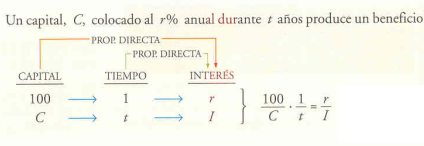 Un capital, C, colocado al r% anual durante t años produce un beneficio
PROP. DIRECTA
PROP. DIRECTA
CAPITAL TIEMPO INTERÉS
100 → 1 → r
C → t → I
} 100/C · 1/t = r/I